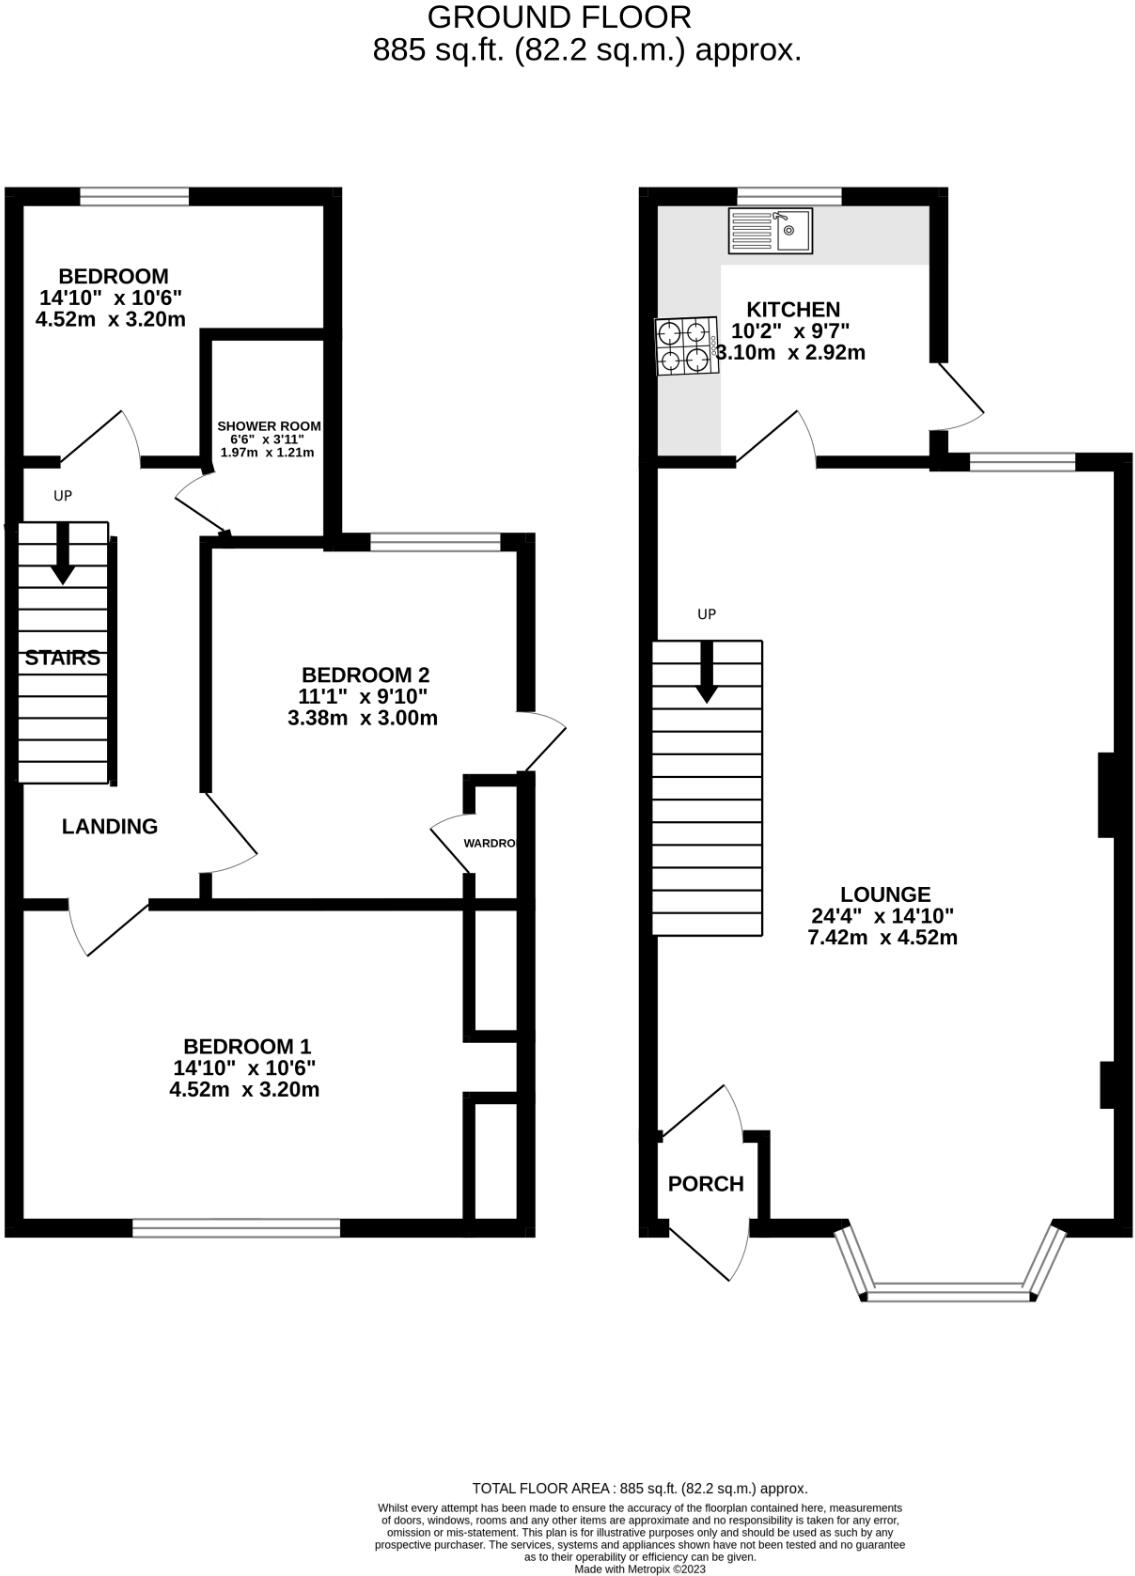 GROUND FLOOR
885 sq.ft. (82.2 sq.m.) approx.
BEDROOM
14'10" x 10'6"
4.52m x 3.20m
SHOWER ROOM
6'6" x 3'11"
1.97m x 1.21m
UP
STAIRS
BEDROOM 2
11'1" x 9'10"
3.38m x 3.00m
LANDING
WARDRO
BEDROOM 1
14'10" x 10'6"
4.52m x 3.20m
KITCHEN
10'2" x 9'7"
3.10m x 2.92m
UP
LOUNGE
24'4" x 14'10"
7.42m x 4.52m
PORCH
TOTAL FLOOR AREA : 885 sq.ft. (82.2 sq.m.) approx.
Whilst every attempt has been made to ensure the accuracy of the floorplan contained here, measurements
of doors, windows, rooms and any other items are approximate and no responsibility is taken for any error,
omission or mis-statement. This plan is for illustrative purposes only and should be used as such by any
prospective purchaser. The services, systems and appliances shown have not been tested and no guarantee
as to their operability or efficiency can be given.
Made with Metropix ©2023